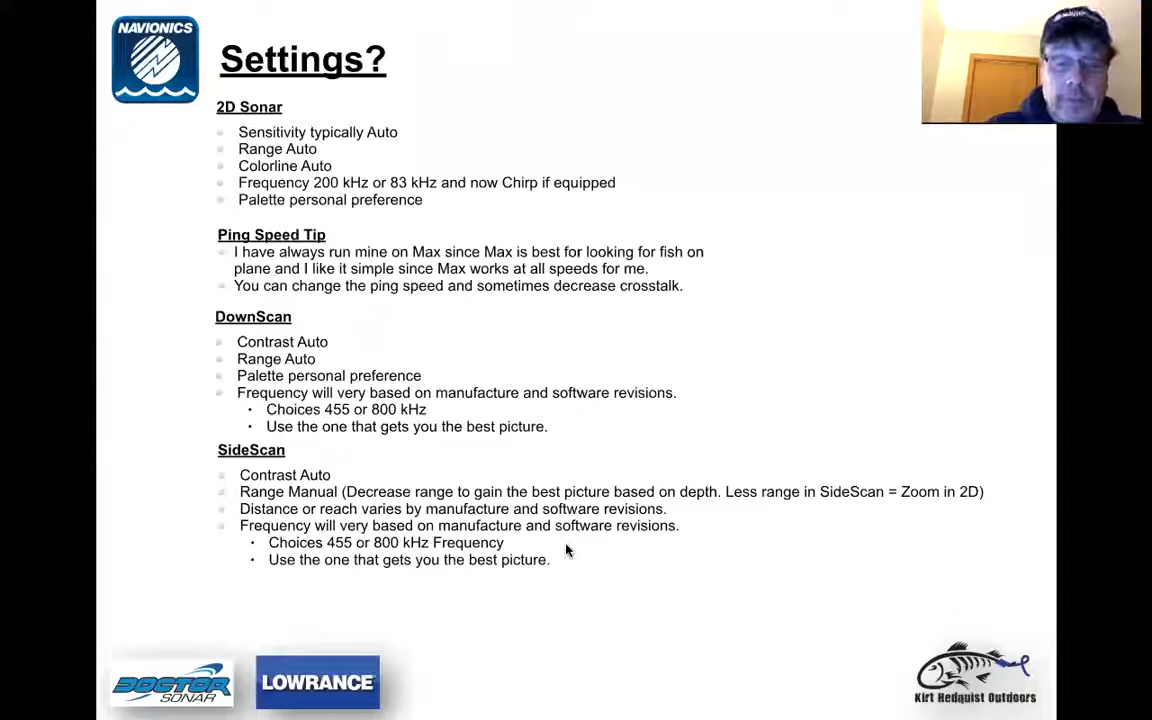 NAVIONICS
Settings?
2D Sonar
Sensitivity typically Auto
Range Auto
Colorline Auto
Frequency 200 kHz or 83 kHz and now Chirp if equipped
Palette personal preference
Ping Speed Tip
I have always run mine on Max since Max is best for looking for fish on
plane and I like it simple since Max works at all speeds for me.
You can change the ping speed and sometimes decrease crosstalk.
DownScan
Contrast Auto
Range Auto
Palette personal preference
Frequency will very based on manufacture and software revisions.
Choices 455 or 800 kHz
Use the one that gets you the best picture.
SideScan
Contrast Auto
Range Manual (Decrease range to gain the best picture based on depth. Less range in SideScan = Zoom in 2D)
Distance or reach varies by manufacture and software revisions.
Frequency will very based on manufacture and software revisions.
Choices 455 or 800 kHz Frequency
Use the one that gets you the best picture.
DOCTOR
SONAR
LOWRANCE
Kirt Hedquist Outdoors